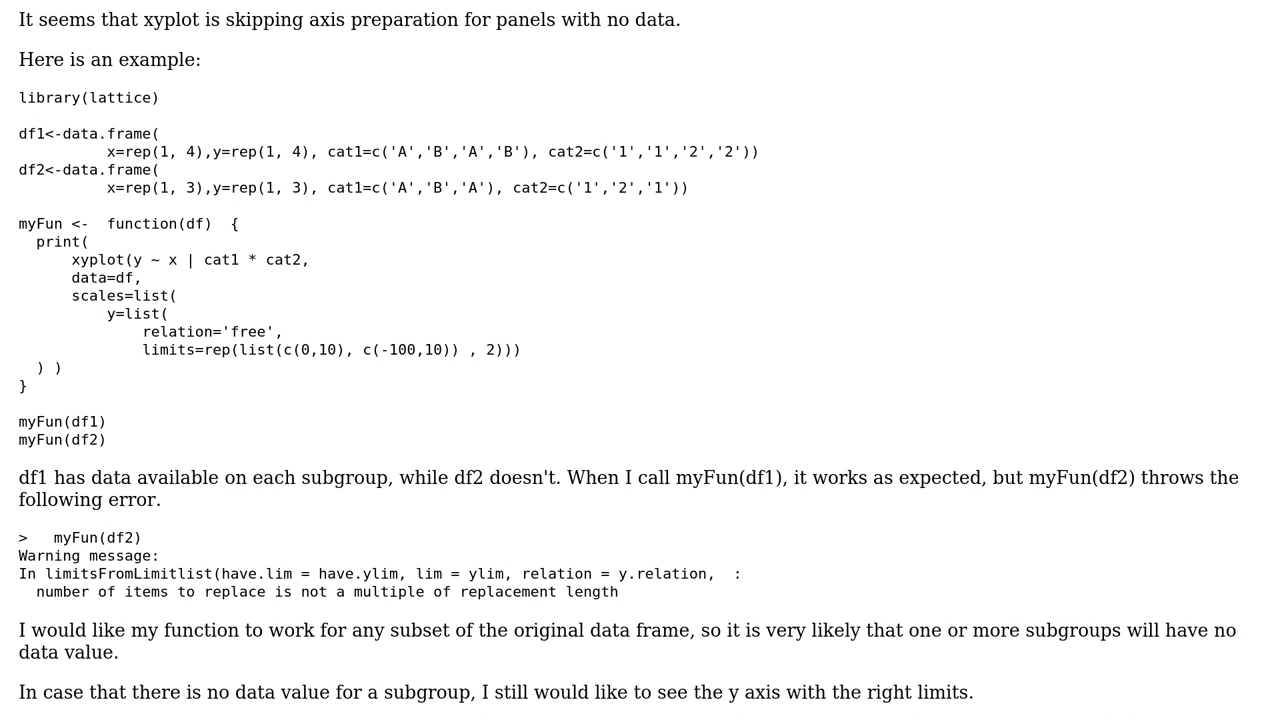 It seems that xyplot is skipping axis preparation for panels with no data.
Here is an example:
library(lattice)
df1<-data.frame(
          x=rep(1, 4),y=rep(1, 4), cat1=c('A','B','A','B'), cat2=c('1','1','2','2'))
df2<-data.frame(
          x=rep(1, 3),y=rep(1, 3), cat1=c('A','B','A'), cat2=c('1','2','1'))
myFun <-  function(df)  {
  print(
      xyplot(y ~ x | cat1 * cat2,
      data=df,
      scales=list(
          y=list(
              relation='free',
              limits=rep(list(c(0,10), c(-100,10)) , 2)))
  ) )
}
myFun(df1)
myFun(df2)
df1 has data available on each subgroup, while df2 doesn't. When I call myFun(df1), it works as expected, but myFun(df2) throws the
following error.
>   myFun(df2)
Warning message:
In limitsFromLimitlist(have.lim = have.ylim, lim = ylim, relation = y.relation,  :
  number of items to replace is not a multiple of replacement length
I would like my function to work for any subset of the original data frame, so it is very likely that one or more subgroups will have no
data value.
In case that there is no data value for a subgroup, I still would like to see the y axis with the right limits.